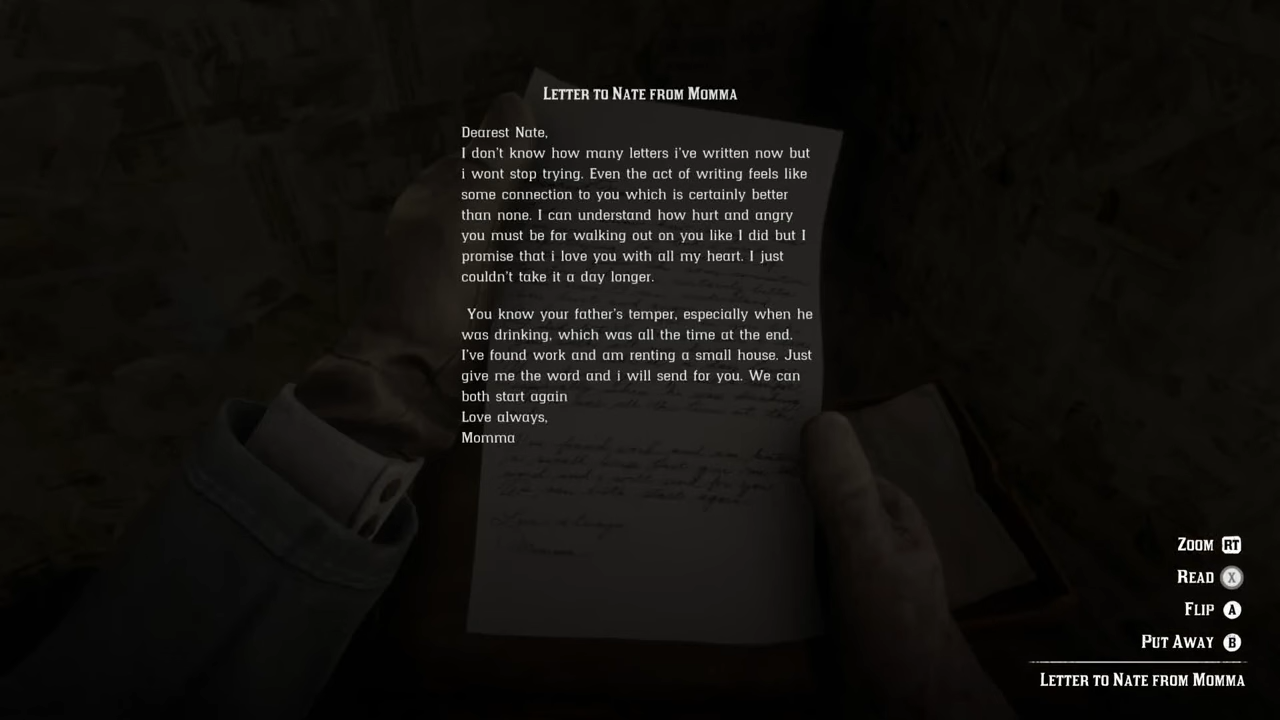 Letter to Nate from Momma
Dearest Nate,
I don't know how many letters i've written now but
i wont stop trying. Even the act of writing feels like
some connection to you which is certainly better
than none. I can understand how hurt and angry
you must be for walking out on you like I did but I
promise that i love you with all my heart. I just
couldn't take it a day longer.
You know your father's temper, especially when he
was drinking, which was all the time at the end.
I've found work and am renting a small house. Just
give me the word and i will send for you. We can
both start again
Love always,
Momma
Zoom RT
Read X
Flip A
Put Away B
Letter to Nate from Momma